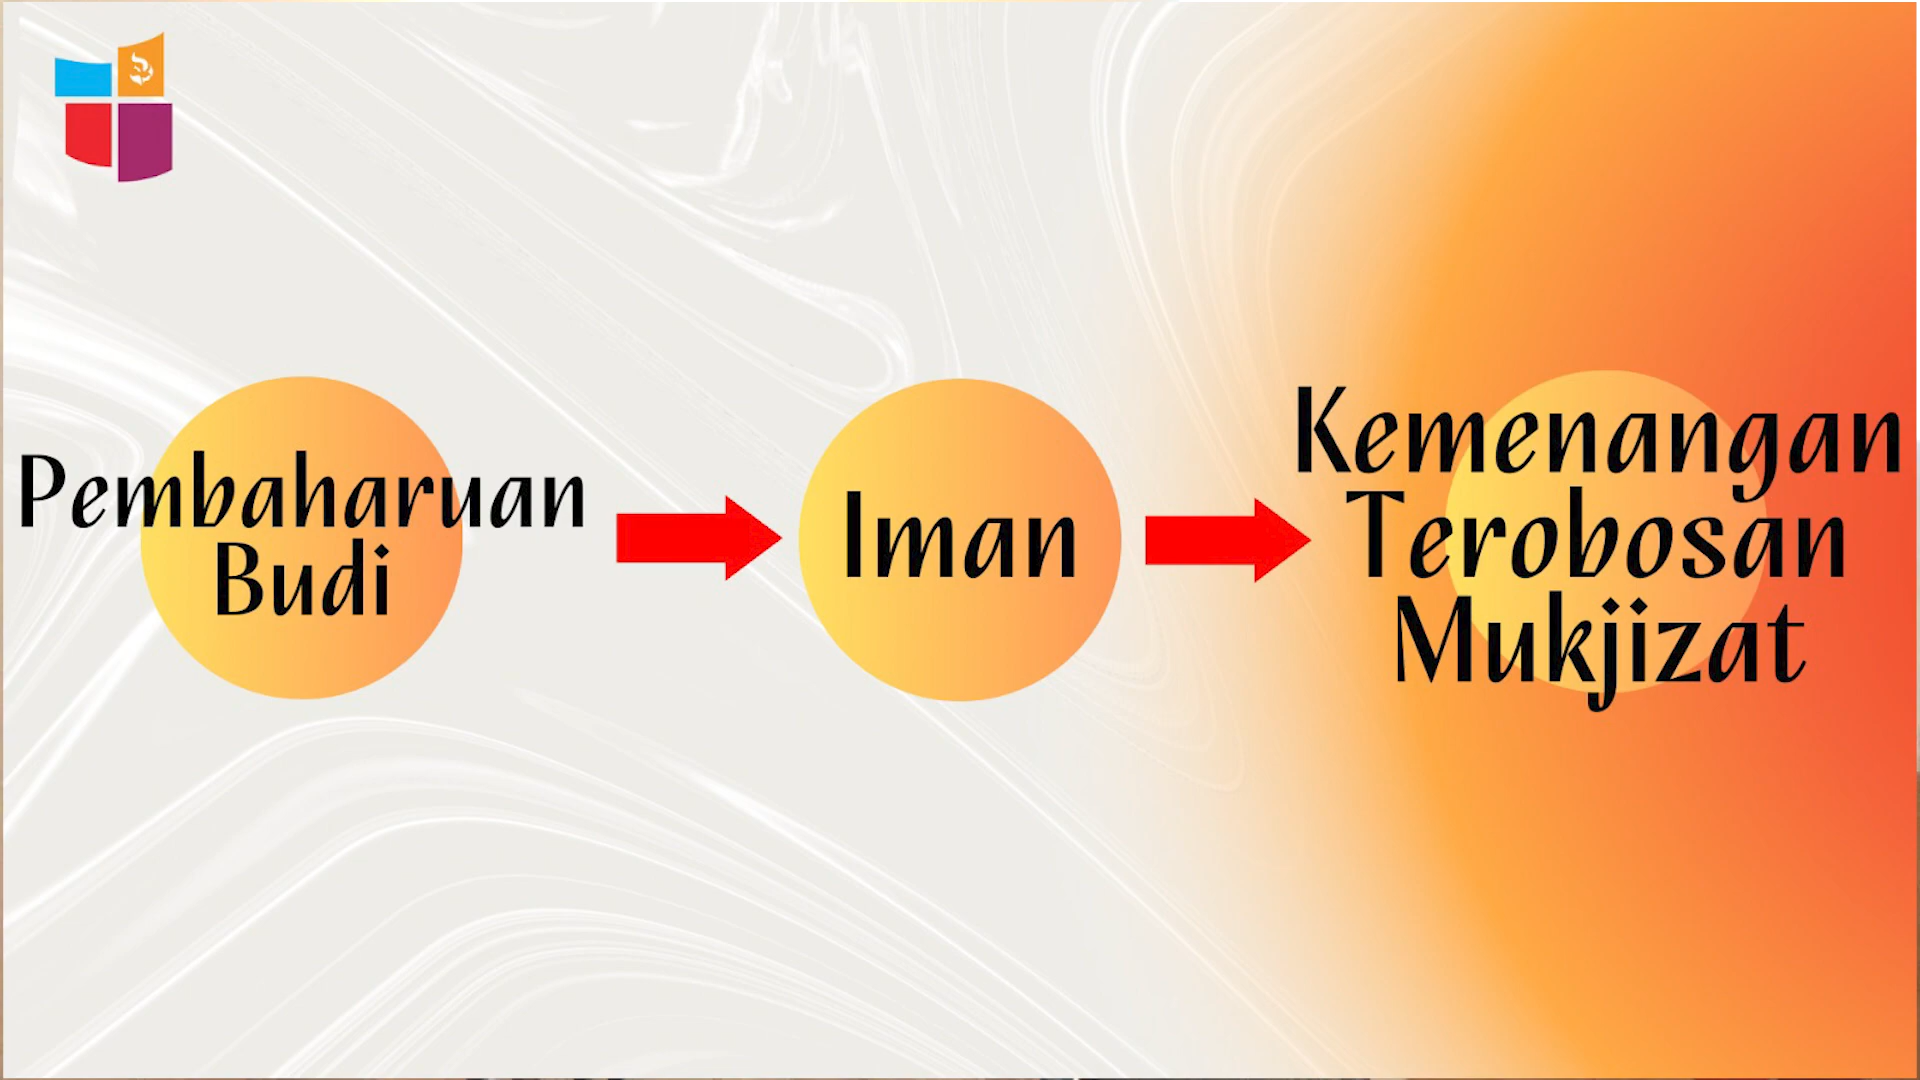 Pembaharuan
Budi
Iman
Kemenangan
Terobosan
Mukjizat